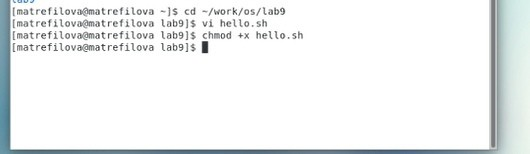 lab9
[matrefilova@matrefilova ~]$ cd ~/work/os/lab9
[matrefilova@matrefilova lab9]$ vi hello.sh
[matrefilova@matrefilova lab9]$ chmod +x hello.sh
[matrefilova@matrefilova lab9]$